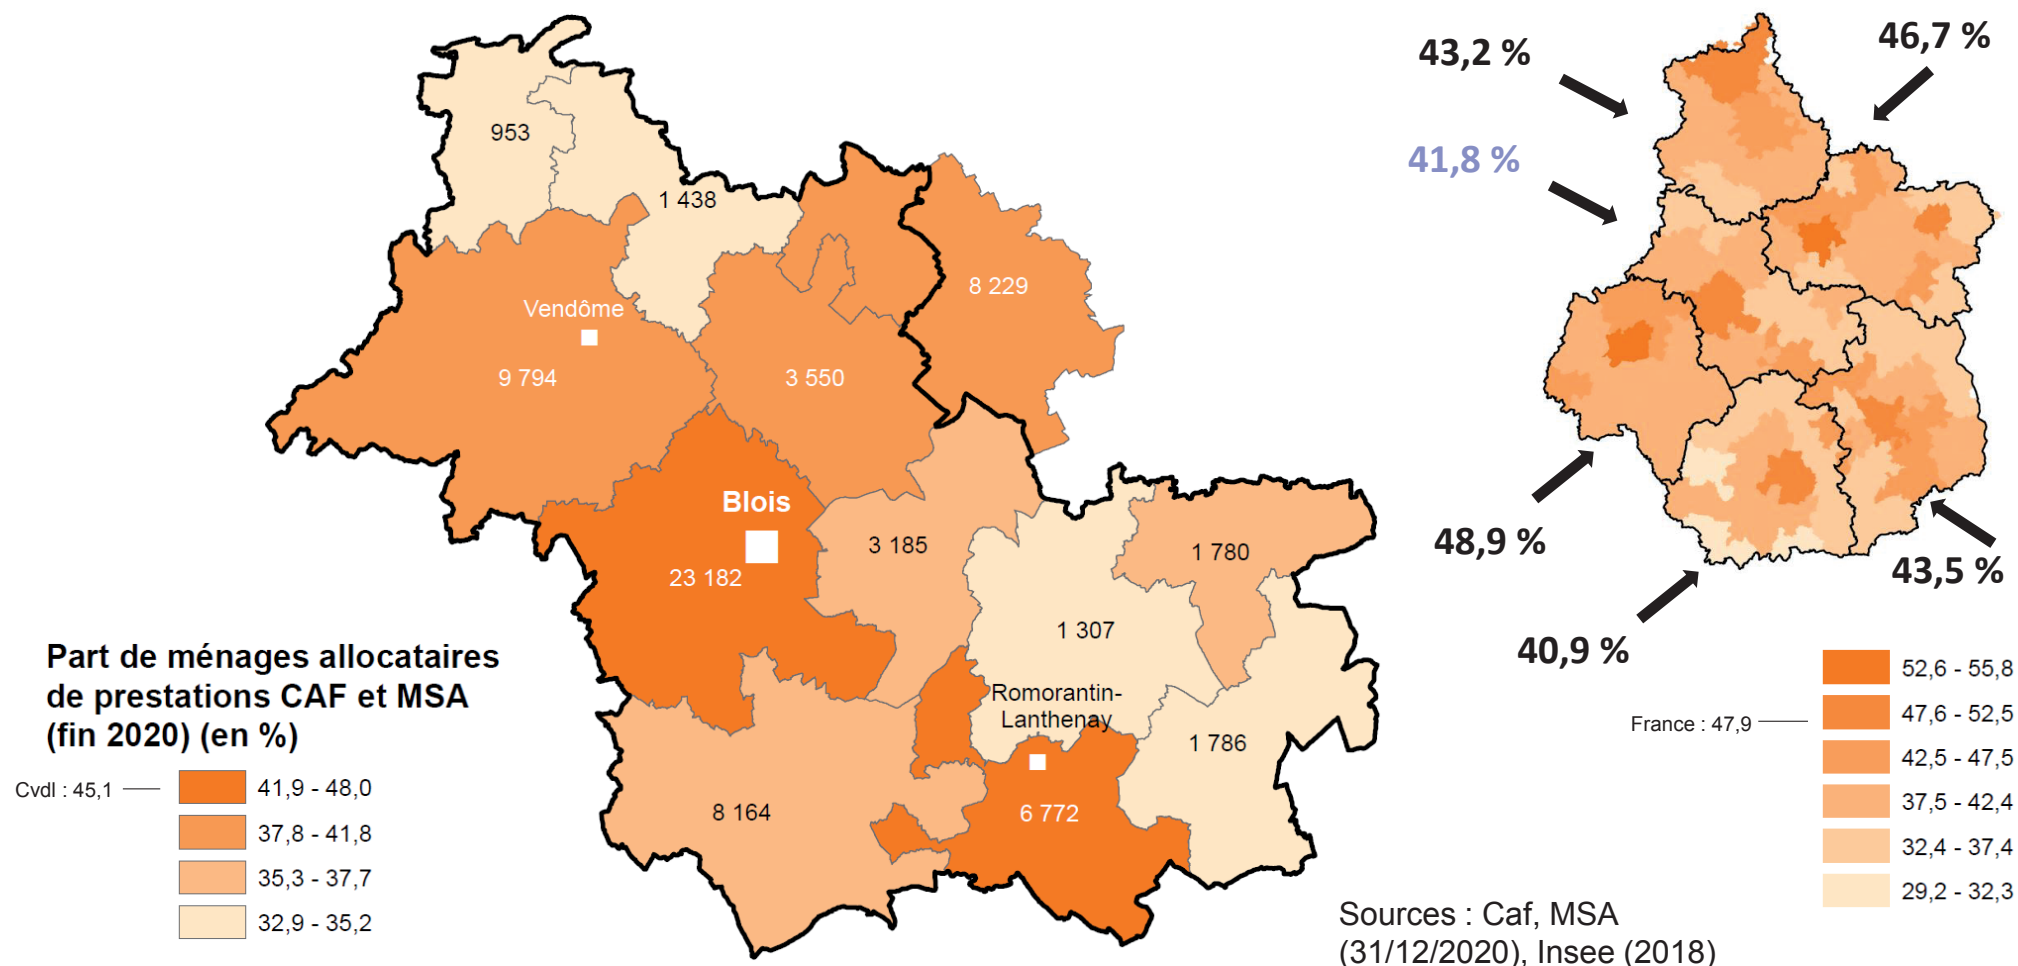 43,2 %
46,7 %
41,8 %
953
1 438
8 229
Vendôme
9 794
3 550
Blois
3 185
1 780
23 182
48,9 %
43,5 %
1 307
40,9 %
Part de ménages allocataires
de prestations CAF et MSA
(fin 2020) (en %)
Romorantin-
Lanthenay
1 786
8 164
6 772
Cvdl : 45,1
41,9 - 48,0
37,8 - 41,8
35,3 - 37,7
32,9 - 35,2
France : 47,9
52,6 - 55,8
47,6 - 52,5
42,5 - 47,5
37,5 - 42,4
32,4 - 37,4
29,2 - 32,3
Sources : Caf, MSA
(31/12/2020), Insee (2018)